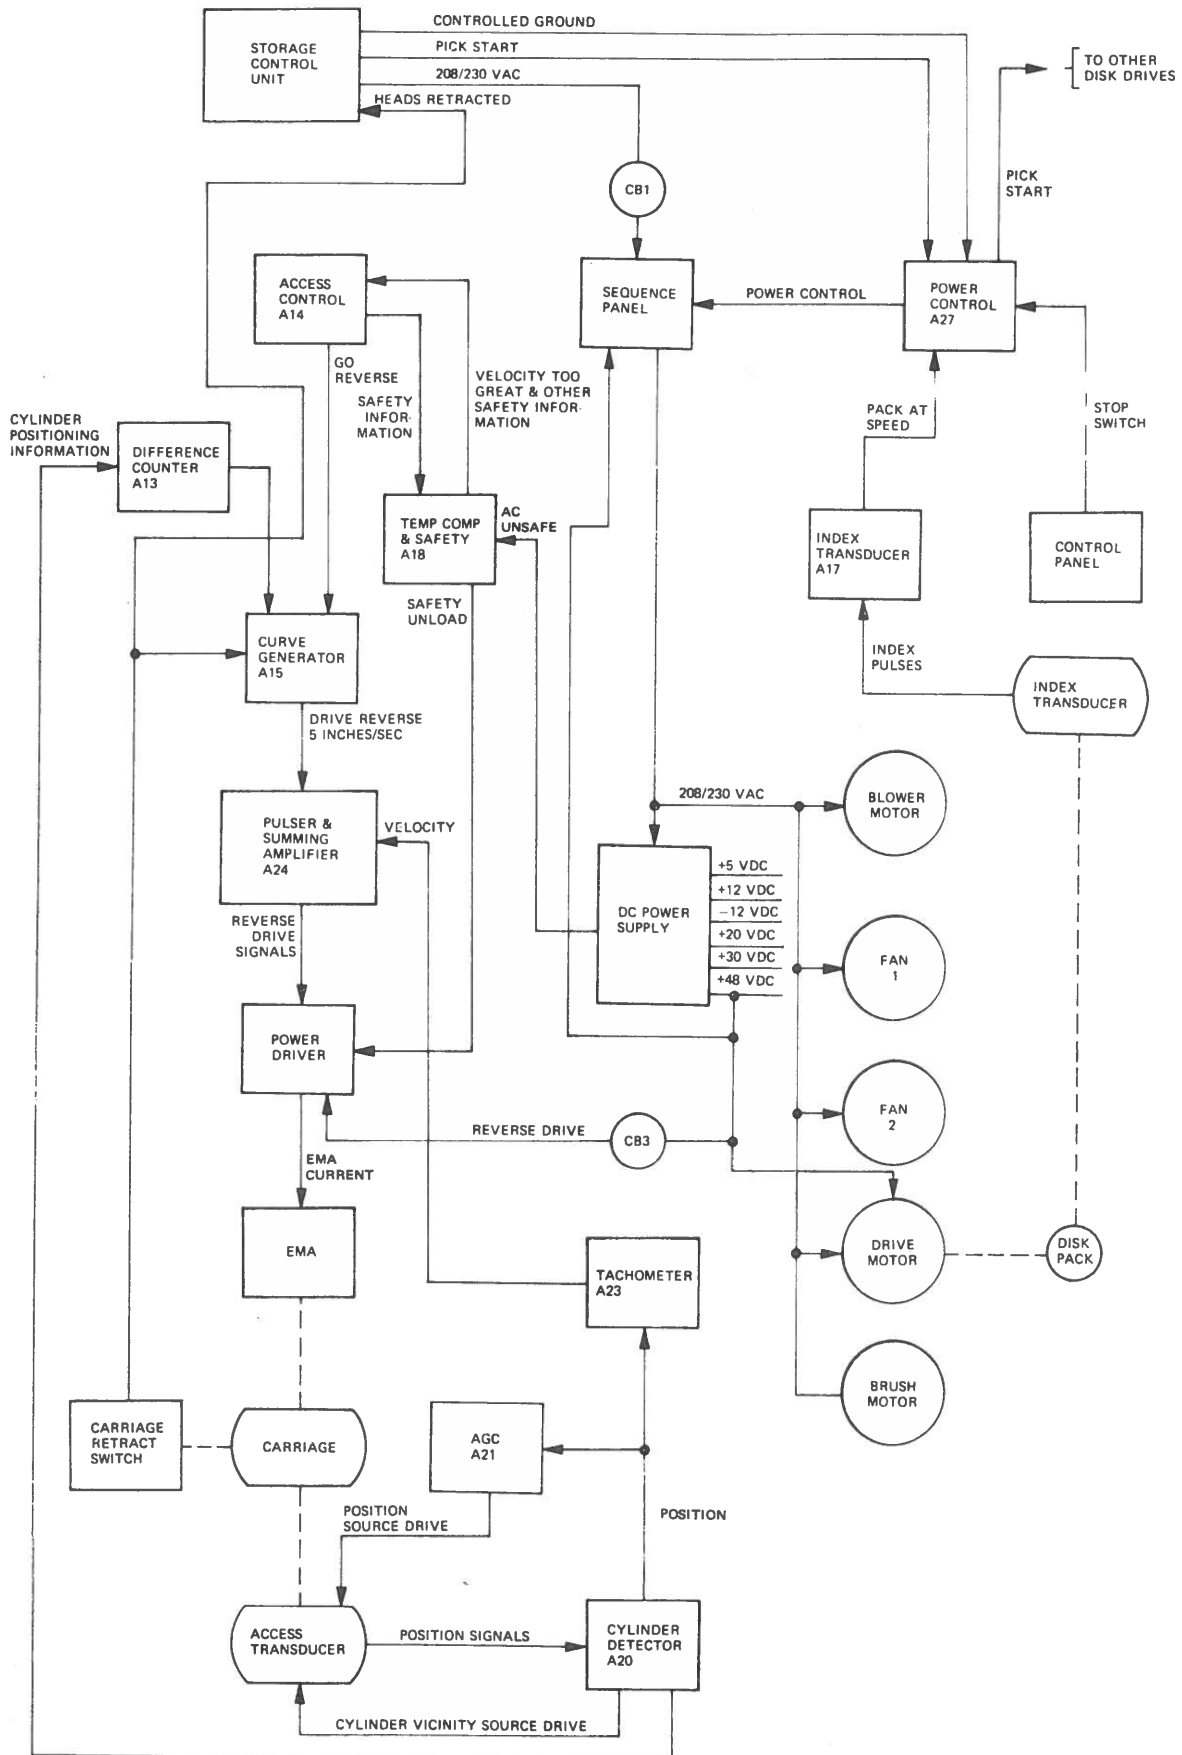 CONTROLLED GROUND
STORAGE
CONTROL
UNIT
PICK START
208/230 VAC
HEADS RETRACTED
TO OTHER
DISK DRIVES
PICK
START
CB1
ACCESS
CONTROL
A14
SEQUENCE
PANEL
POWER CONTROL
POWER
CONTROL
A27
GO
REVERSE
SAFETY
INFOR-
MATION
VELOCITY TOO
GREAT & OTHER
SAFETY INFOR-
MATION
PACK AT
SPEED
STOP
SWITCH
CYLINDER
POSITIONING
INFORMATION
DIFFERENCE
COUNTER
A13
TEMP COMP
& SAFETY
A18
AC
UNSAFE
INDEX
TRANSDUCER
A17
CONTROL
PANEL
SAFETY
UNLOAD
CURVE
GENERATOR
A15
INDEX
PULSES
INDEX
TRANSDUCER
DRIVE REVERSE
5 INCHES/SEC
208/230 VAC
BLOWER
MOTOR
PULSER &
SUMMING
AMPLIFIER
A24
VELOCITY
DC POWER
SUPPLY
+5 VDC
+12 VDC
−12 VDC
+20 VDC
+30 VDC
+48 VDC
REVERSE
DRIVE
SIGNALS
FAN
1
POWER
DRIVER
FAN
2
REVERSE DRIVE
CB3
EMA
CURRENT
EMA
DRIVE
MOTOR
DISK
PACK
TACHOMETER
A23
BRUSH
MOTOR
CARRIAGE
RETRACT
SWITCH
CARRIAGE
AGC
A21
POSITION
SOURCE DRIVE
POSITION
ACCESS
TRANSDUCER
POSITION SIGNALS
CYLINDER
DETECTOR
A20
CYLINDER VICINITY SOURCE DRIVE